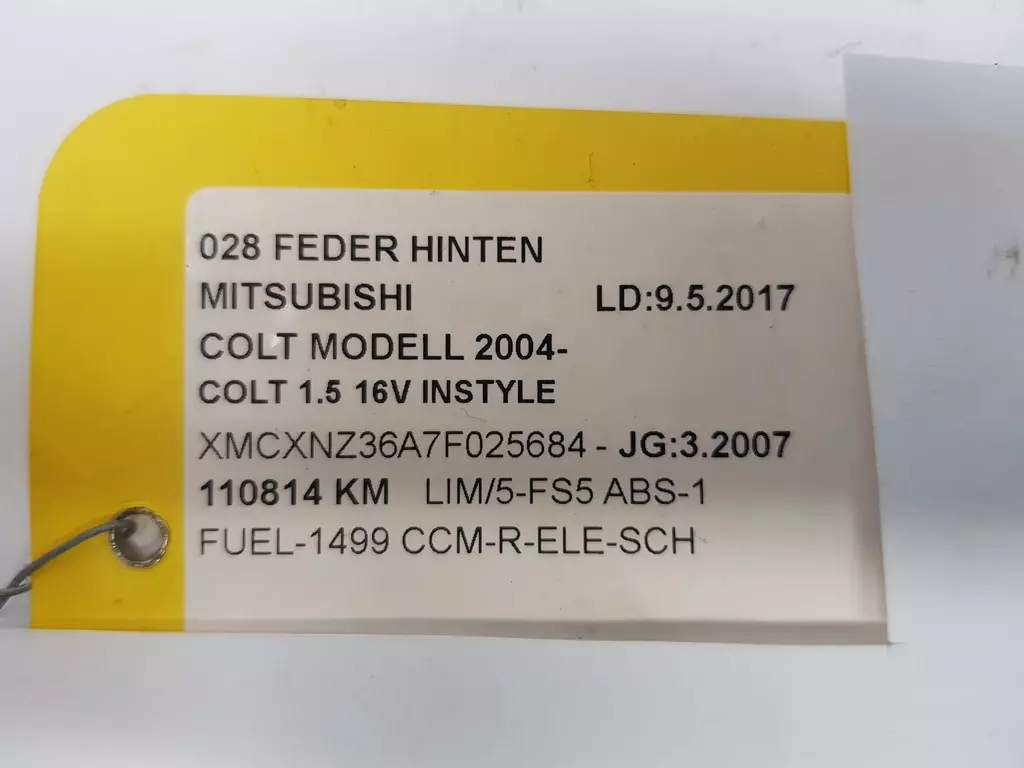 028 FEDER HINTEN
MITSUBISHI LD:9.5.2017
COLT MODELL 2004-
COLT 1.5 16V INSTYLE
XMCXNZ36A7F025684 - JG:3.2007
110814 KM LIM/5-FS5 ABS-1
FUEL-1499 CCM-R-ELE-SCH